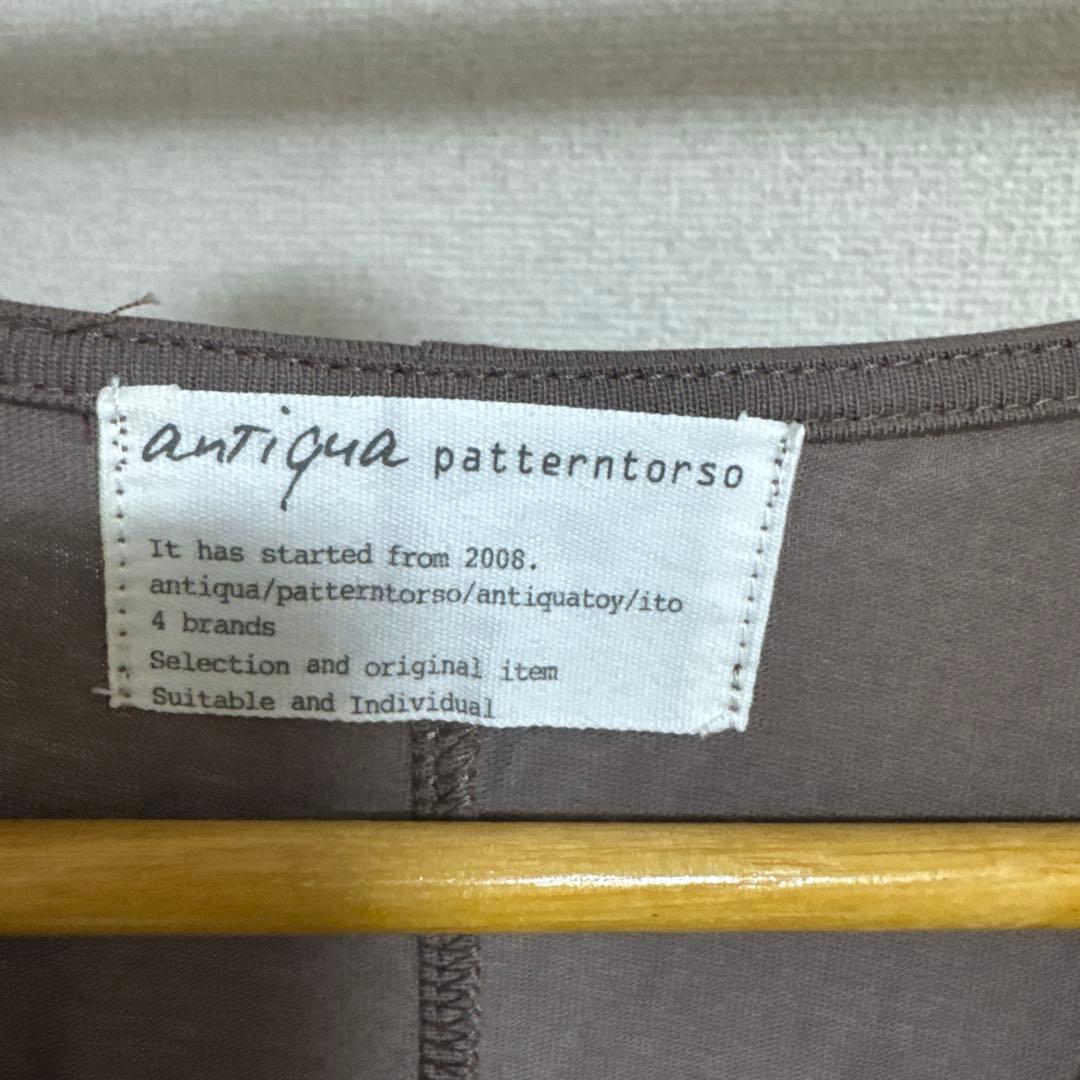 antiqua patterntorso
It has started from 2008.
antiqua/patterntorso/antiquatoy/ito
4 brands
Selection and original item
Suitable and Individual